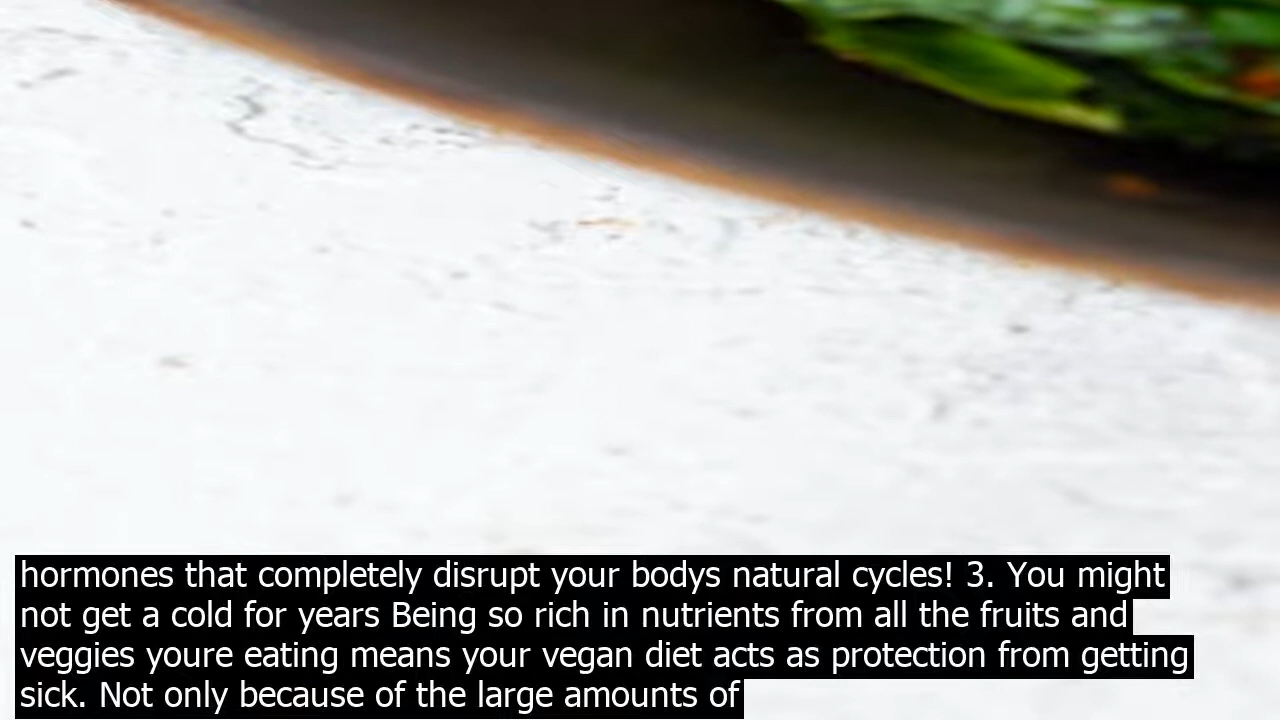 hormones that completely disrupt your bodys natural cycles! 3. You might
not get a cold for years Being so rich in nutrients from all the fruits and
veggies youre eating means your vegan diet acts as protection from getting
sick. Not only because of the large amounts of